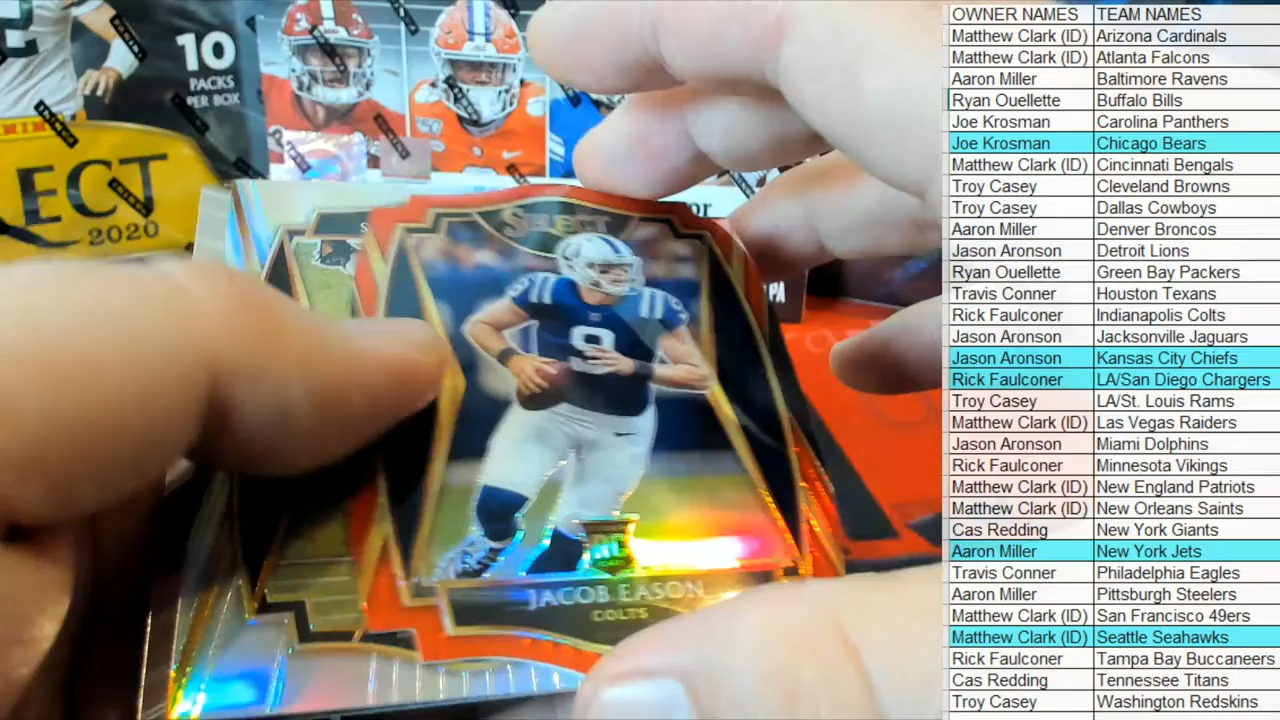 10
PACKS
PER BOX
ECT
2020
SELECT
9
JACOB EASON
COLTS
OWNER NAMES TEAM NAMES
Matthew Clark (ID) Arizona Cardinals
Matthew Clark (ID) Atlanta Falcons
Aaron Miller Baltimore Ravens
Ryan Ouellette Buffalo Bills
Joe Krosman Carolina Panthers
Joe Krosman Chicago Bears
Matthew Clark (ID) Cincinnati Bengals
Troy Casey Cleveland Browns
Troy Casey Dallas Cowboys
Aaron Miller Denver Broncos
Jason Aronson Detroit Lions
Ryan Ouellette Green Bay Packers
Travis Conner Houston Texans
Rick Faulconer Indianapolis Colts
Jason Aronson Jacksonville Jaguars
Jason Aronson Kansas City Chiefs
Rick Faulconer LA/San Diego Chargers
Troy Casey LA/St. Louis Rams
Matthew Clark (ID) Las Vegas Raiders
Jason Aronson Miami Dolphins
Rick Faulconer Minnesota Vikings
Matthew Clark (ID) New England Patriots
Matthew Clark (ID) New Orleans Saints
Cas Redding New York Giants
Aaron Miller New York Jets
Travis Conner Philadelphia Eagles
Aaron Miller Pittsburgh Steelers
Matthew Clark (ID) San Francisco 49ers
Matthew Clark (ID) Seattle Seahawks
Rick Faulconer Tampa Bay Buccaneers
Cas Redding Tennessee Titans
Troy Casey Washington Redskins